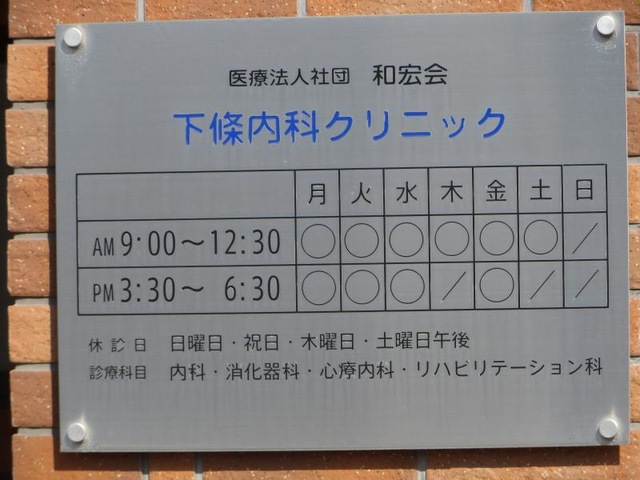 医療法人社団 和宏会
下條内科クリニック
月 火 水 木 金 土 日
AM 9:00～12:30 ○ ○ ○ ○ ○ ○ ／
PM 3:30～ 6:30 ○ ○ ○ ／ ○ ／ ／
休診日 日曜日・祝日・木曜日・土曜日午後
診療科目 内科・消化器科・心療内科・リハビリテーション科